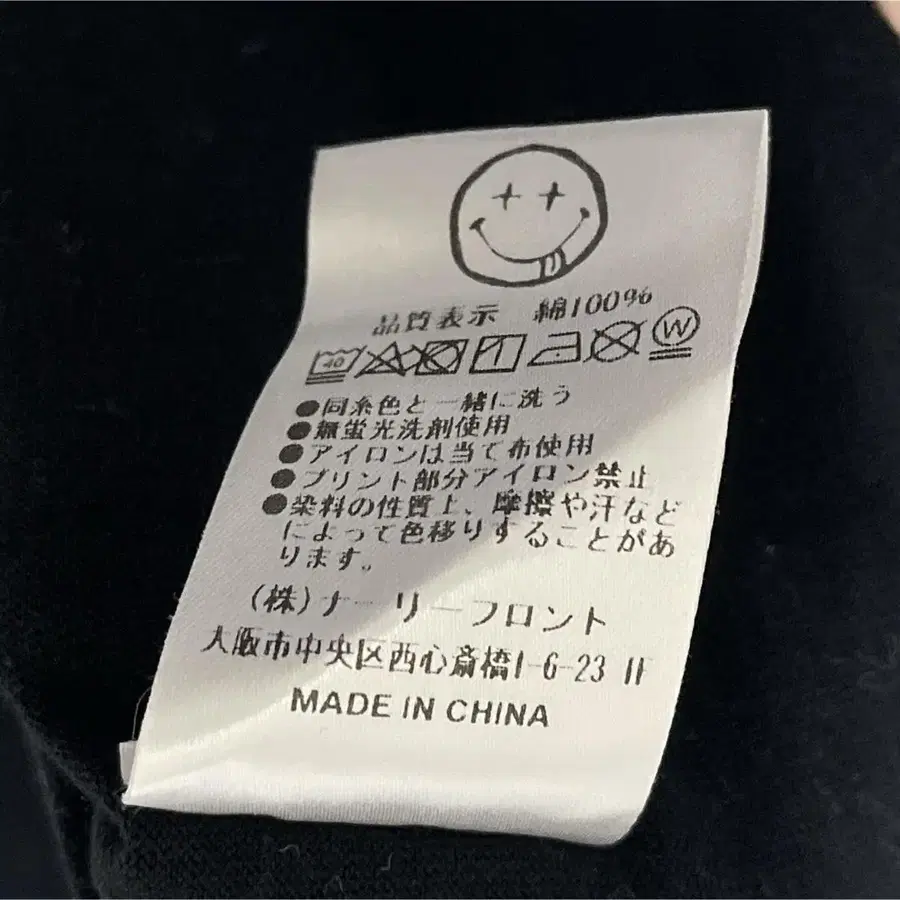 品質表示 綿100%
40 W
●同系色と一緒に洗う
●無蛍光洗剤使用
●アイロンは当て布使用
●プリント部分アイロン禁止
●染料の性質上、摩擦や汗など
によって色移りすることがあ
ります。
(株)ナーリーフロント
大阪市中央区西心斎橋1-6-23 1F
MADE IN CHINA